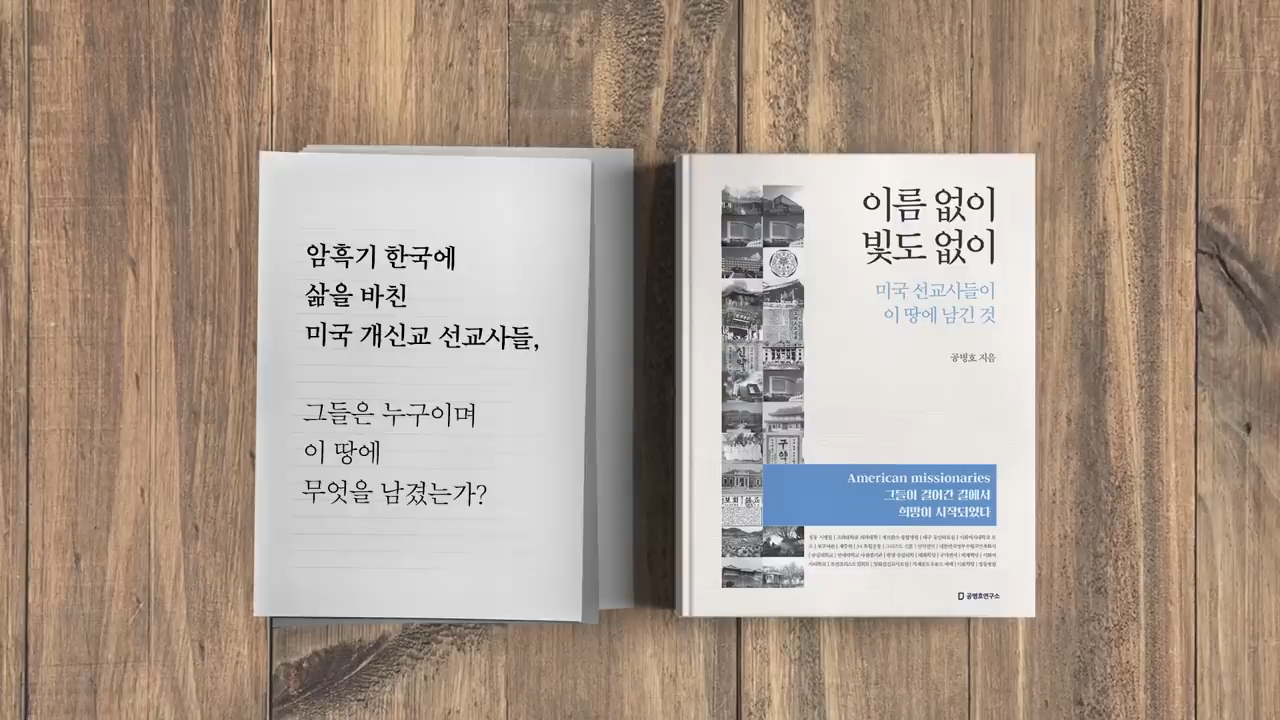 암흑기 한국에
삶을 바친
미국 개신교 선교사들,
그들은 누구이며
이 땅에
무엇을 남겼는가?
이름 없이
빛도 없이
미국 선교사들이
이 땅에 남긴 것
공병호 지음
구약
American missionaries
그들이 걸어간 길에서
희망이 시작되었다
공병호연구소